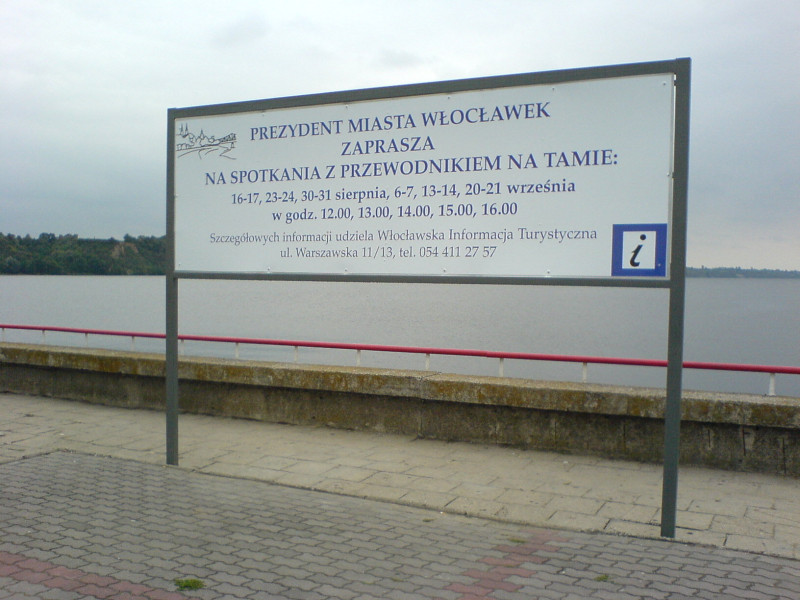 PREZYDENT MIASTA WŁOCŁAWEK
ZAPRASZA
NA SPOTKANIA Z PRZEWODNIKIEM NA TAMIE:
16-17, 23-24, 30-31 sierpnia, 6-7, 13-14, 20-21 września
w godz. 12.00, 13.00, 14.00, 15.00, 16.00
Szczegółowych informacji udziela Włocławska Informacja Turystyczna
ul. Warszawska 11/13, tel. 054 411 27 57
i